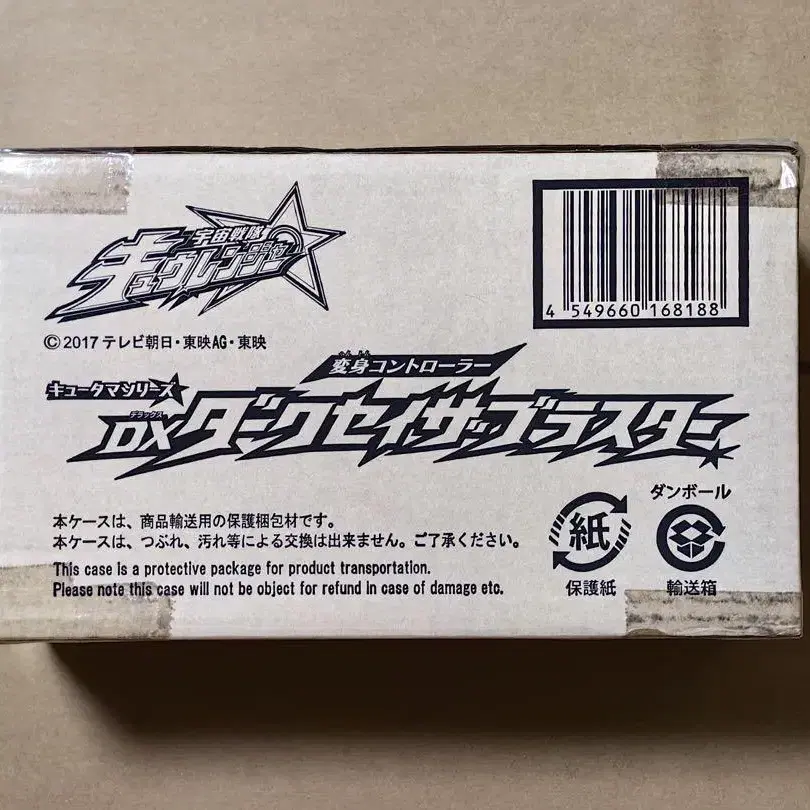 宇宙戦隊
キュウレンジャー
4 549660 168188
©2017 テレビ朝日・東映AG・東映
変身コントローラー
キュータマシリーズ
デラックス
DXダークセイザブラスター
本ケースは、商品輸送用の保護梱包材です。
本ケースは、つぶれ、汚れ等による交換は出来ません。ご了承ください。
This case is a protective package for product transportation.
Please note this case will not be object for refund in case of damage etc.
紙
保護紙
ダンボール
輸送箱